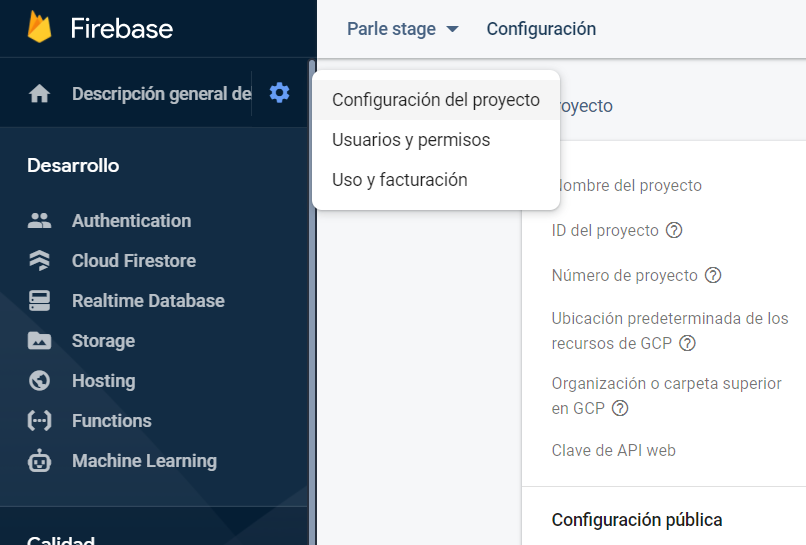 Firebase
Parle stage
Configuración
Descripción general de
Configuración del proyecto
Usuarios y permisos
Uso y facturación
Desarrollo
Authentication
Cloud Firestore
Realtime Database
Storage
Hosting
Functions
Machine Learning
Calidad
royecto
Nombre del proyecto
ID del proyecto
Número de proyecto
Ubicación predeterminada de los
recursos de GCP
Organización o carpeta superior
en GCP
Clave de API web
Configuración pública